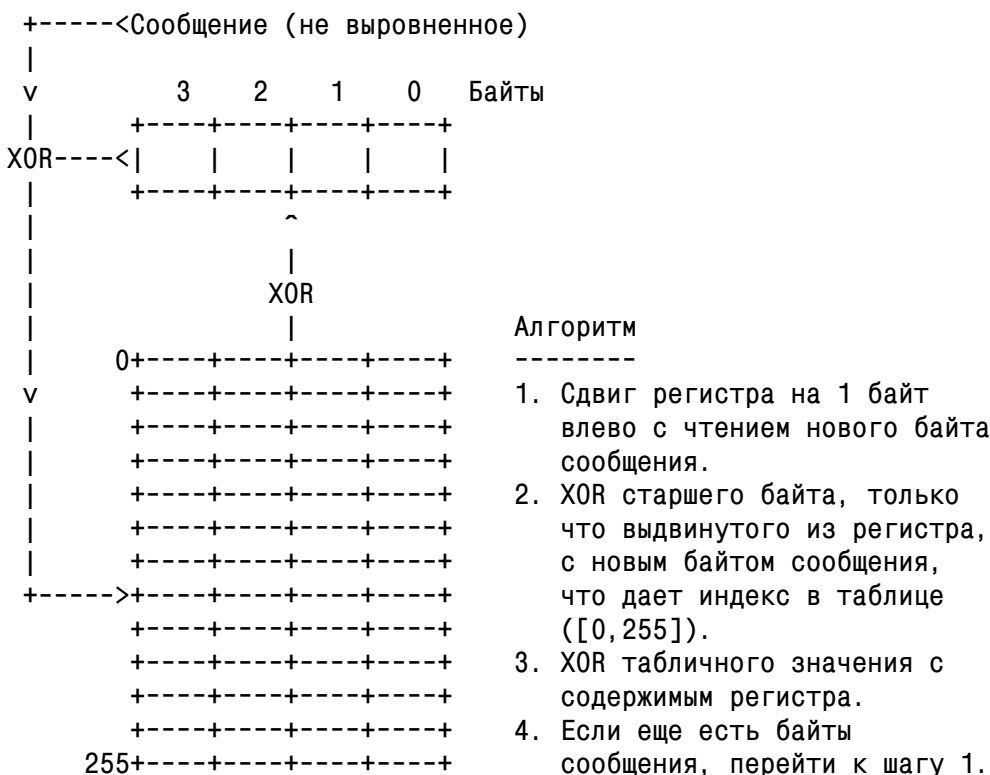 +-----<Сообщение (не выровненное)
|
v         3    2    1    0   Байты
|      +----+----+----+----+
XOR----<|    |    |    |    |
|      +----+----+----+----+
|                ^
|                |
|               XOR
|                |              Алгоритм
|     0+----+----+----+----+    --------
v      +----+----+----+----+    1. Сдвиг регистра на 1 байт
|      +----+----+----+----+       влево с чтением нового байта
|      +----+----+----+----+       сообщения.
|      +----+----+----+----+    2. XOR старшего байта, только
|      +----+----+----+----+       что выдвинутого из регистра,
|      +----+----+----+----+       с новым байтом сообщения,
+----->+----+----+----+----+       что дает индекс в таблице
       +----+----+----+----+       ([0,255]).
       +----+----+----+----+    3. XOR табличного значения с
       +----+----+----+----+       содержимым регистра.
       +----+----+----+----+    4. Если еще есть байты
    255+----+----+----+----+       сообщения, перейти к шагу 1.